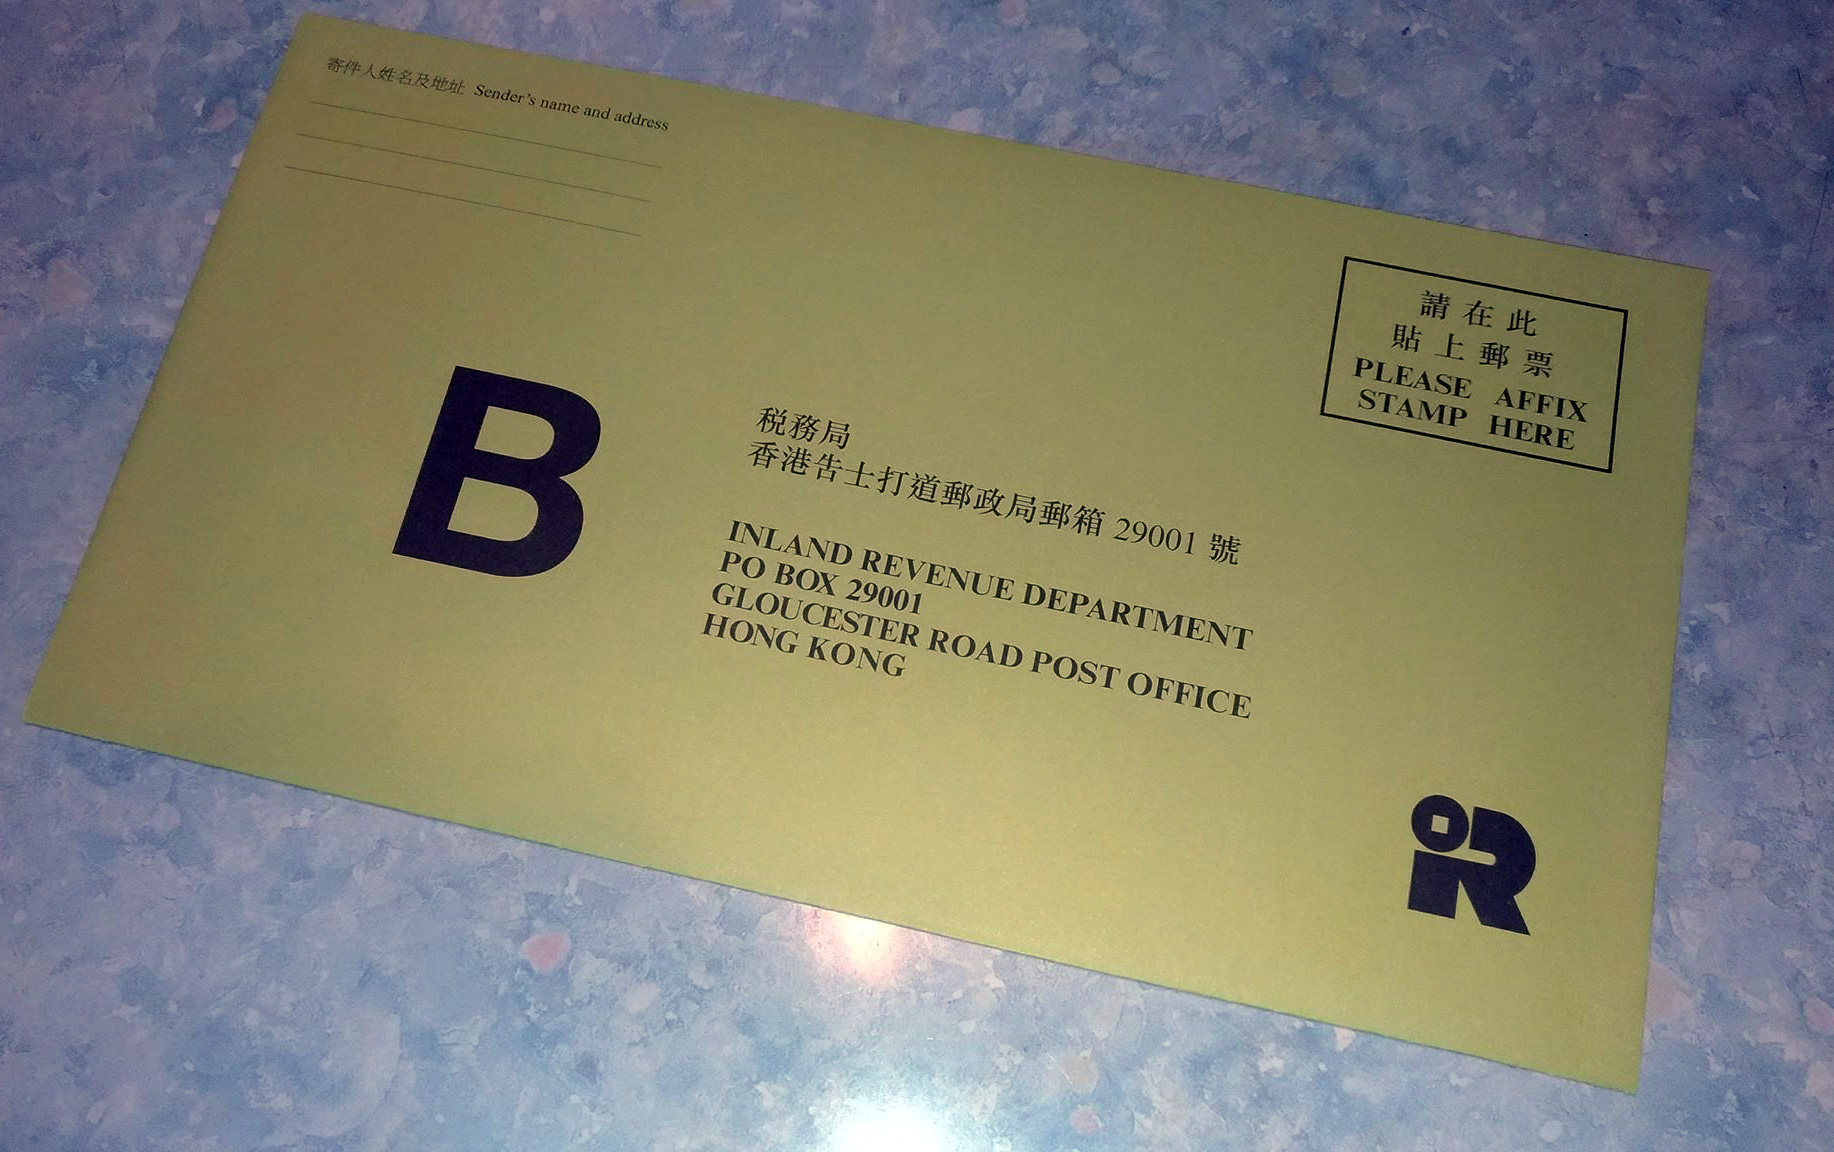 寄件人姓名及地址 Sender's name and address
請在此
貼上郵票
PLEASE AFFIX
STAMP HERE
B
税務局
香港告士打道郵政局郵箱 29001 號
INLAND REVENUE DEPARTMENT
PO BOX 29001
GLOUCESTER ROAD POST OFFICE
HONG KONG
IR